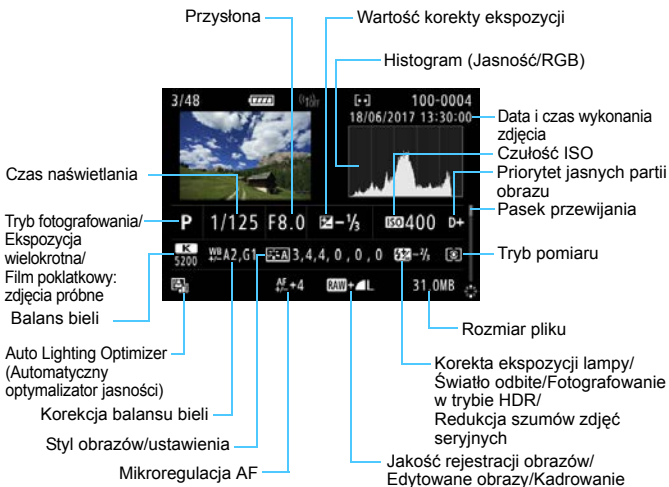 Przysłona
Wartość korekty ekspozycji
Histogram (Jasność/RGB)
3/48
OFF
100-0004
18/06/2017 13:30:00
Data i czas wykonania
zdjęcia
Czułość ISO
Priorytet jasnych partii
obrazu
Czas naświetlania
Pasek przewijania
P 1/125 F8.0 -⅓ ISO 400 D+
Tryb fotografowania/
Ekspozycja
wielokrotna/
Film poklatkowy:
zdjęcia próbne
K
5200
WB
+/- A2,G1
A 3,4,4,0,0,0
-⅔
Tryb pomiaru
AF
+/- +4
RAW+ L
31.0MB
Balans bieli
Rozmiar pliku
Auto Lighting Optimizer
(Automatyczny
optymalizator jasności)
Korekta ekspozycji lampy/
Światło odbite/Fotografowanie
w trybie HDR/
Redukcja szumów zdjęć
seryjnych
Korekcja balansu bieli
Styl obrazów/ustawienia
Mikroregulacja AF
Jakość rejestracji obrazów/
Edytowane obrazy/Kadrowanie